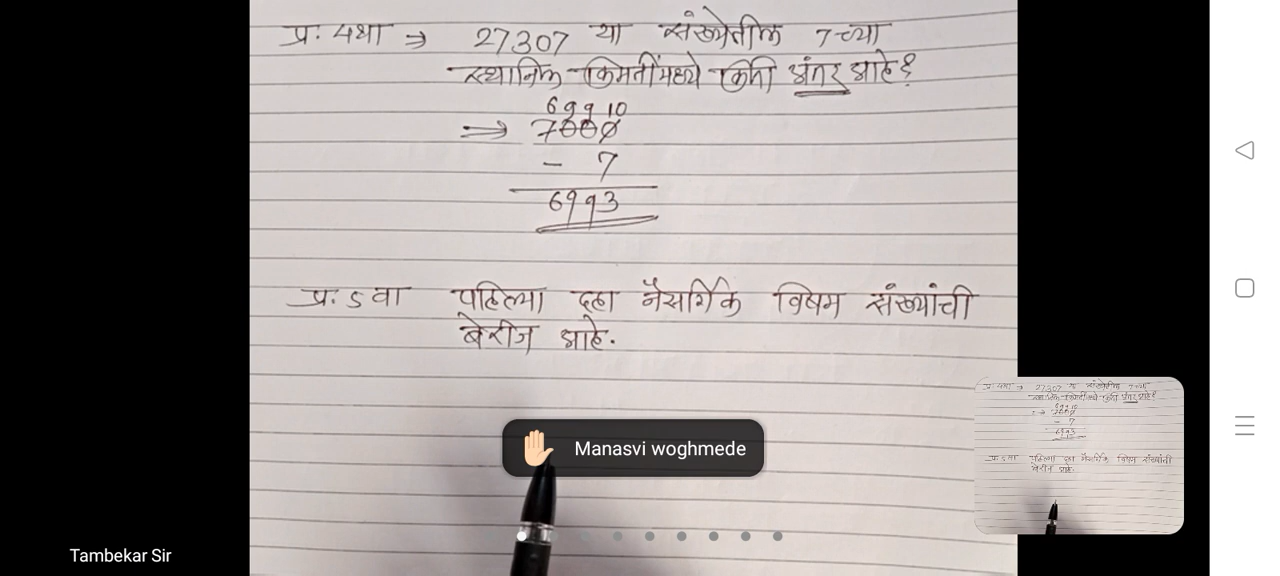 प्र: ५था ⇒ 27307 या संख्येतील 7 च्या
स्थानिक किमतींमध्ये किती अंतर आहे?
6 9 9 10
⇒ 7000
- 7
6993
प्र: ५ वा पहिल्या दहा नैसर्गिक विषम संख्यांची
बेरीज आहे.
Manasvi woghmede
Tambekar Sir